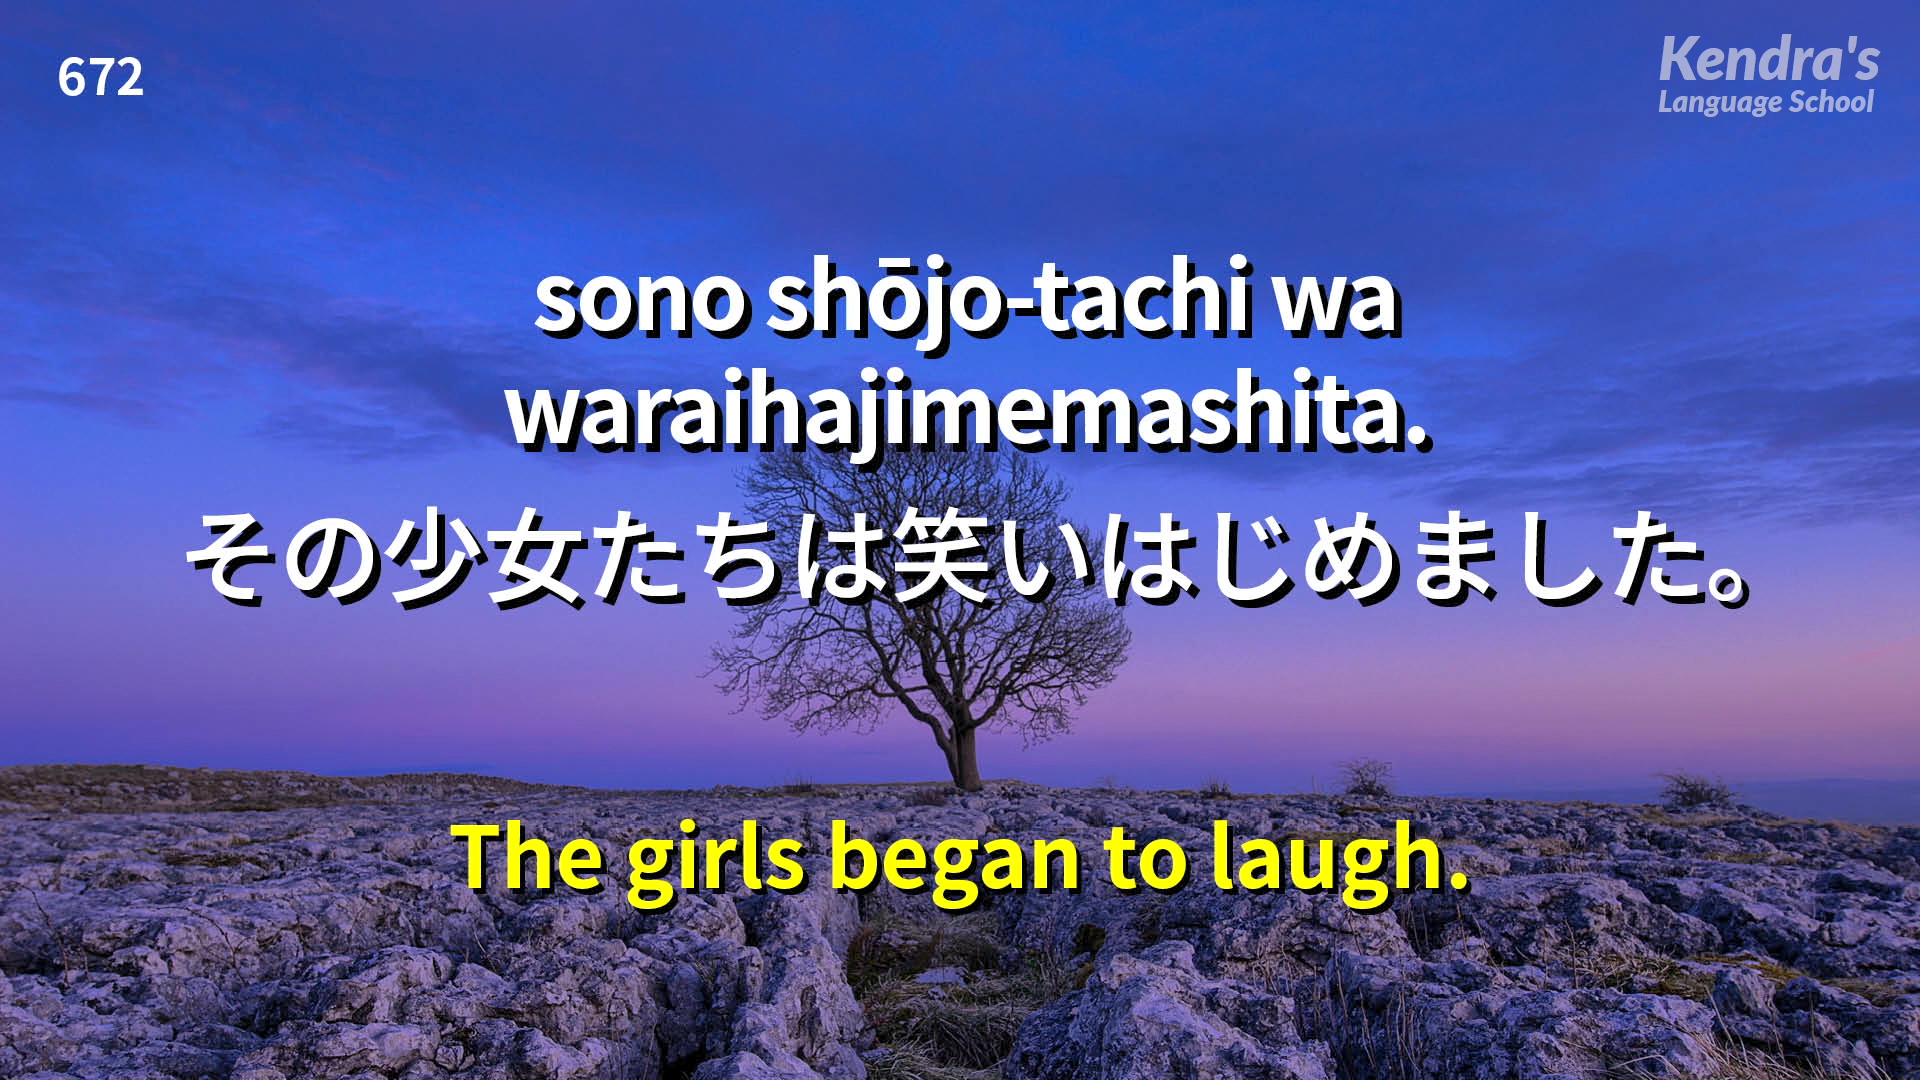 672
Kendra's
Language School
sono shōjo-tachi wa
waraihajimemashita.
その少女たちは笑いはじめました。
The girls began to laugh.